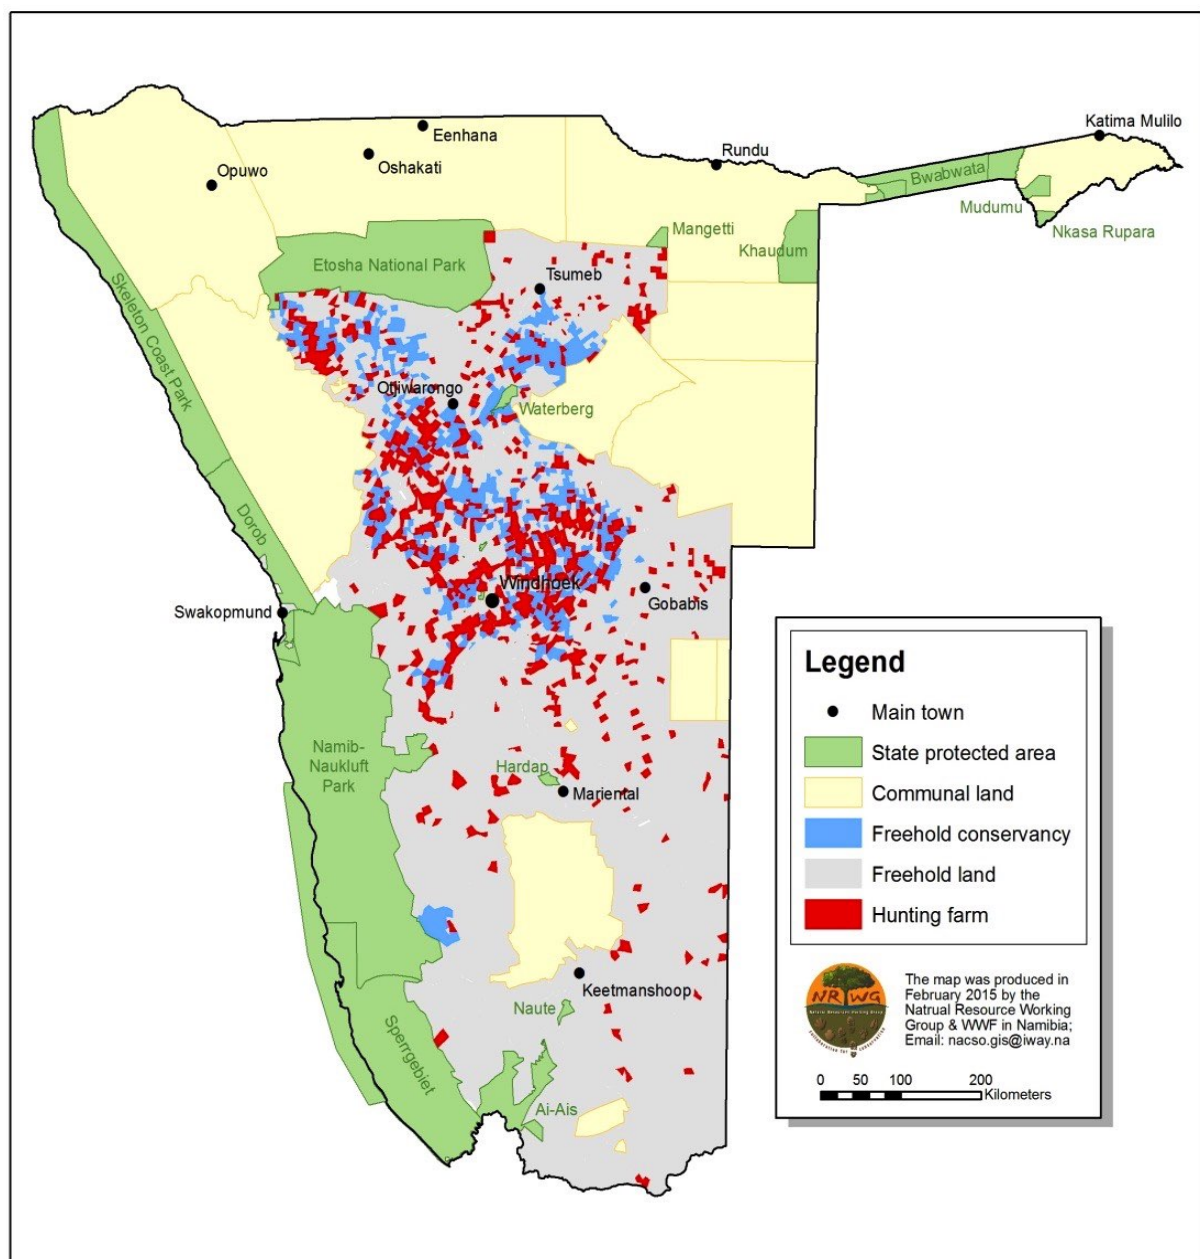 Katima Mulilo
Eenhana
Rundu
Oshakati
Opuwo
Bwabwata
Mudumu
Nkasa Rupara
Mangetti
Khaudum
Etosha National Park
Tsumeb
Skeleton Coast Park
Otjiwarongo
Waterberg
Dorob
Windhoek
Gobabis
Swakopmund
Namib-
Naukluft
Park
Hardap
Mariental
Keetmanshoop
Naute
Sperrgebiet
Ai-Ais
Legend
Main town
State protected area
Communal land
Freehold conservancy
Freehold land
Hunting farm
NRWG
The map was produced in
February 2015 by the
Natrual Resource Working
Group & WWF in Namibia;
Email: nacso.gis@iway.na
0 50 100 200
Kilometers